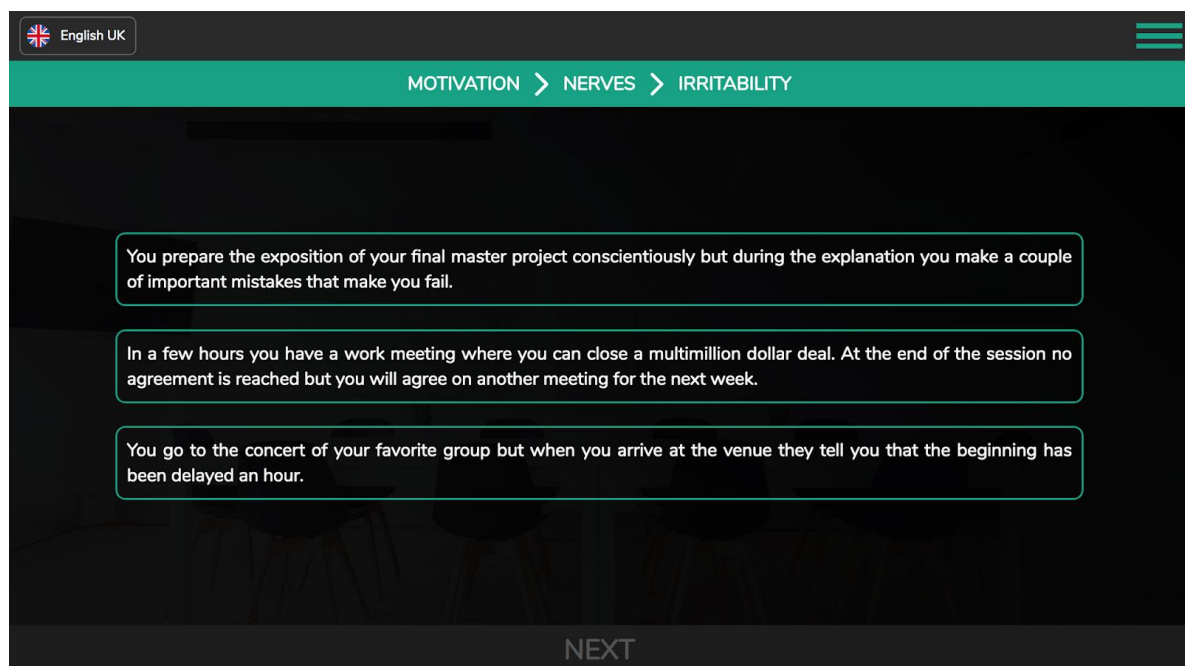 English UK
MOTIVATION > NERVES > IRRITABILITY
You prepare the exposition of your final master project conscientiously but during the explanation you make a couple
of important mistakes that make you fail.
In a few hours you have a work meeting where you can close a multimillion dollar deal. At the end of the session no
agreement is reached but you will agree on another meeting for the next week.
You go to the concert of your favorite group but when you arrive at the venue they tell you that the beginning has
been delayed an hour.
NEXT